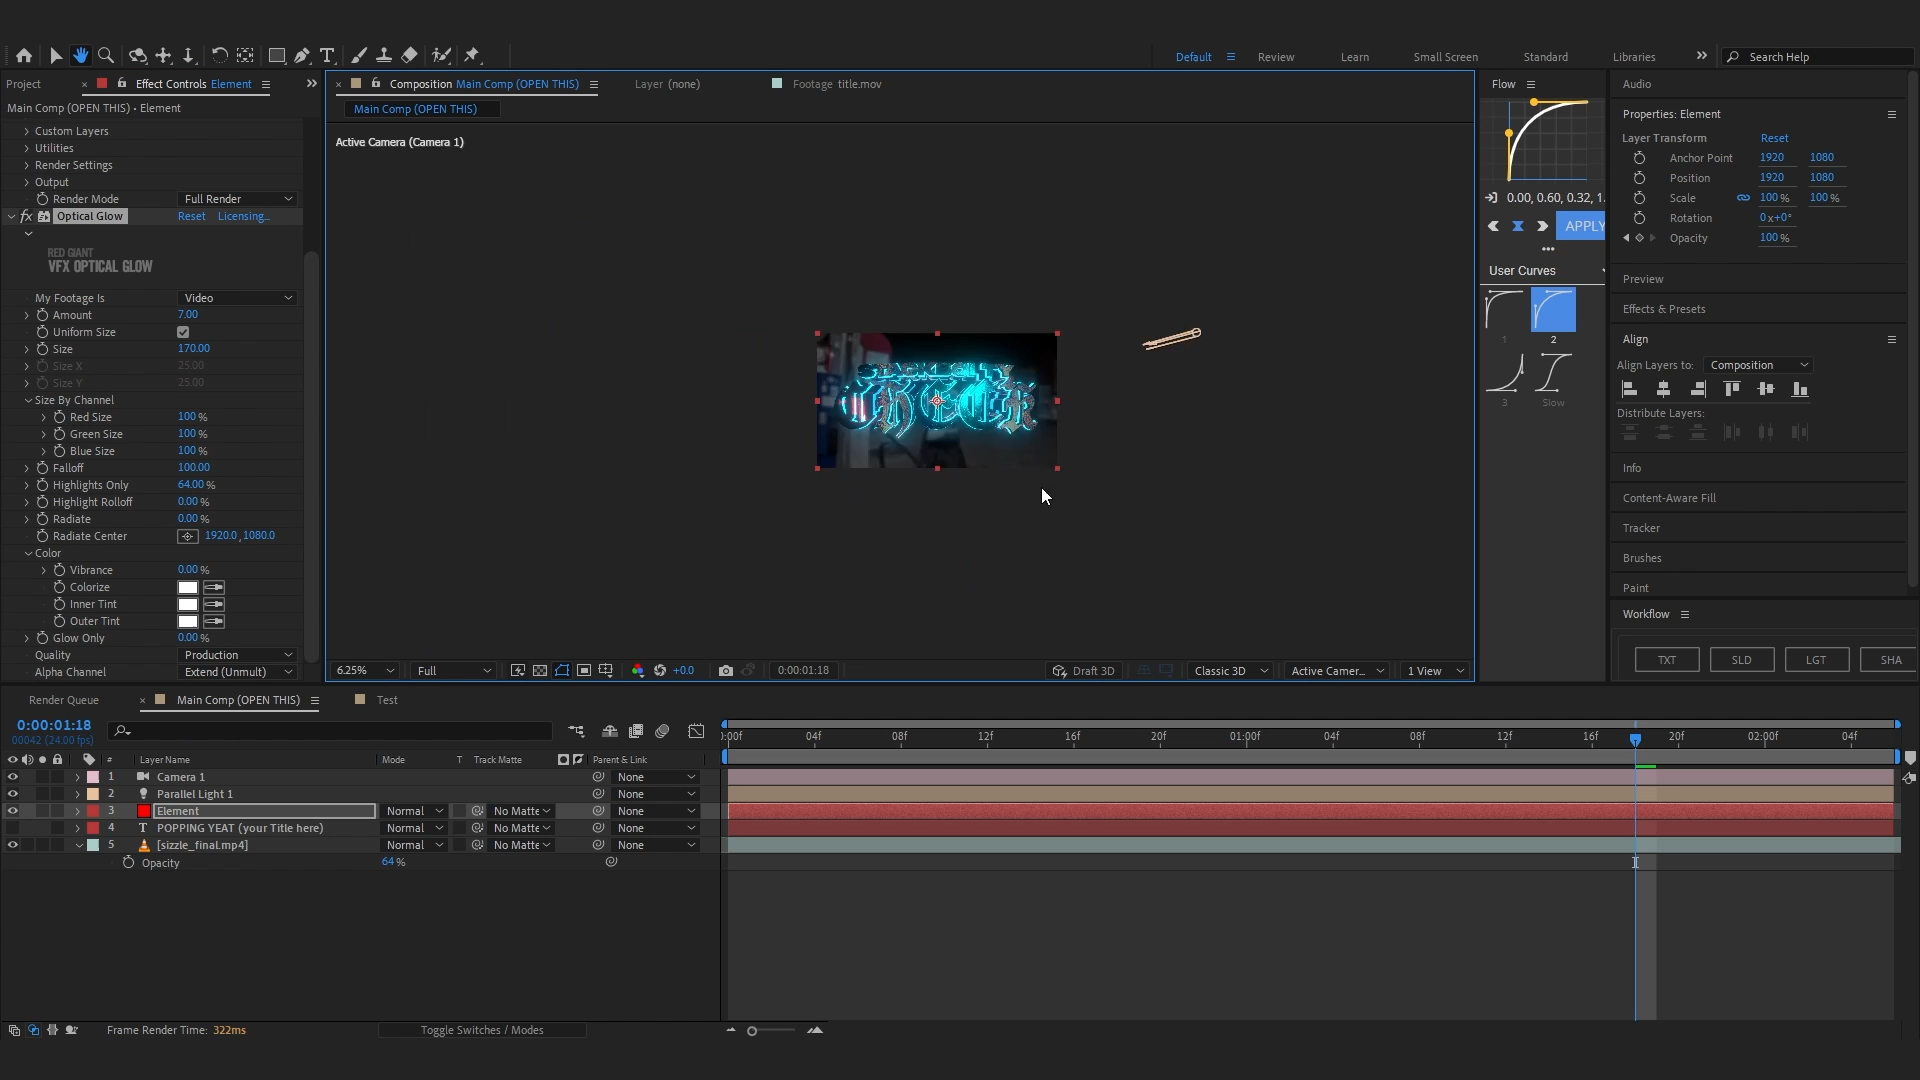 Default
Review
Learn
Small Screen
Standard
Libraries
Search Help
Project
Effect Controls Element
Composition Main Comp (OPEN THIS)
Layer (none)
Footage title.mov
Flow
Audio
Main Comp (OPEN THIS) • Element
Main Comp (OPEN THIS)
Properties: Element
Custom Layers
Utilities
Render Settings
Output
Render Mode Full Render
fx Optical Glow Reset Licensing...
RED GIANT
VFX OPTICAL GLOW
My Footage Is Video
Amount 7.00
Uniform Size
Size 170.00
Size X 25.00
Size Y 25.00
Size By Channel
Red Size 100 %
Green Size 100 %
Blue Size 100 %
Falloff 100.00
Highlights Only 64.00 %
Highlight Rolloff 0.00 %
Radiate 0.00 %
Radiate Center 1920.0 , 1080.0
Color
Vibrance 0.00 %
Colorize
Inner Tint
Outer Tint
Glow Only 0.00 %
Quality Production
Alpha Channel Extend (Unmult)
Active Camera (Camera 1)
6.25% Full +0.0 0:00:01:18 Draft 3D Classic 3D Active Camer... 1 View
0.00, 0.60, 0.32, 1.
APPLY
User Curves
1 2
3 Slow
Layer Transform Reset
Anchor Point 1920 1080
Position 1920 1080
Scale 100 % 100 %
Rotation 0x+0°
Opacity 100 %
Preview
Effects & Presets
Align
Align Layers to: Composition
Distribute Layers:
Info
Content-Aware Fill
Tracker
Brushes
Paint
Workflow
TXT SLD LGT SHA
Render Queue
Main Comp (OPEN THIS)
Test
0:00:01:18
00042 (24.00 fps)
:00f 04f 08f 12f 16f 20f 01:00f 04f 08f 12f 16f 20f 02:00f 04f
# Layer Name Mode T Track Matte Parent & Link
1 Camera 1 None
2 Parallel Light 1 None
3 Element Normal No Matte None
4 T POPPING YEAT (your Title here) Normal No Matte None
5 [sizzle_final.mp4] Normal No Matte None
Opacity 64 %
Frame Render Time: 322ms
Toggle Switches / Modes